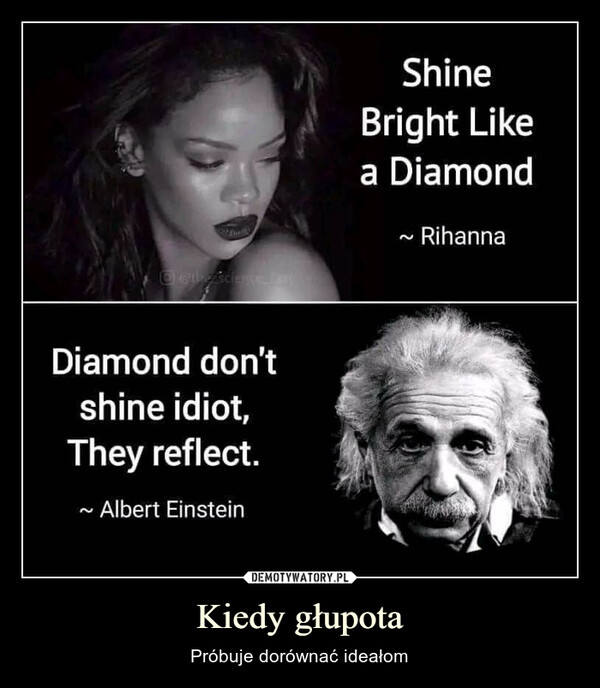 Shine
Bright Like
a Diamond
~ Rihanna
Diamond don't
shine idiot,
They reflect.
~ Albert Einstein
DEMOTYWATORY.PL
Kiedy głupota
Próbuje dorównać ideałom